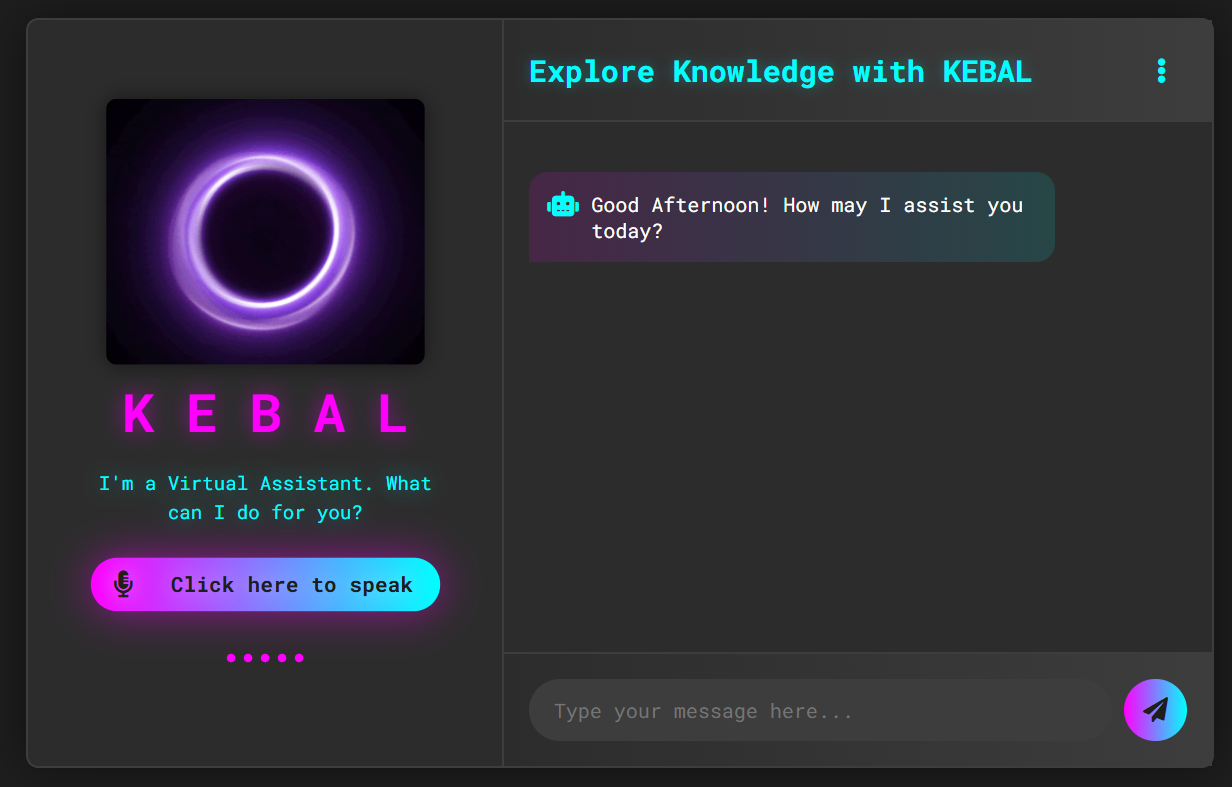 K E B A L
I'm a Virtual Assistant. What
can I do for you?
Click here to speak
Explore Knowledge with KEBAL
Good Afternoon! How may I assist you
today?
Type your message here...